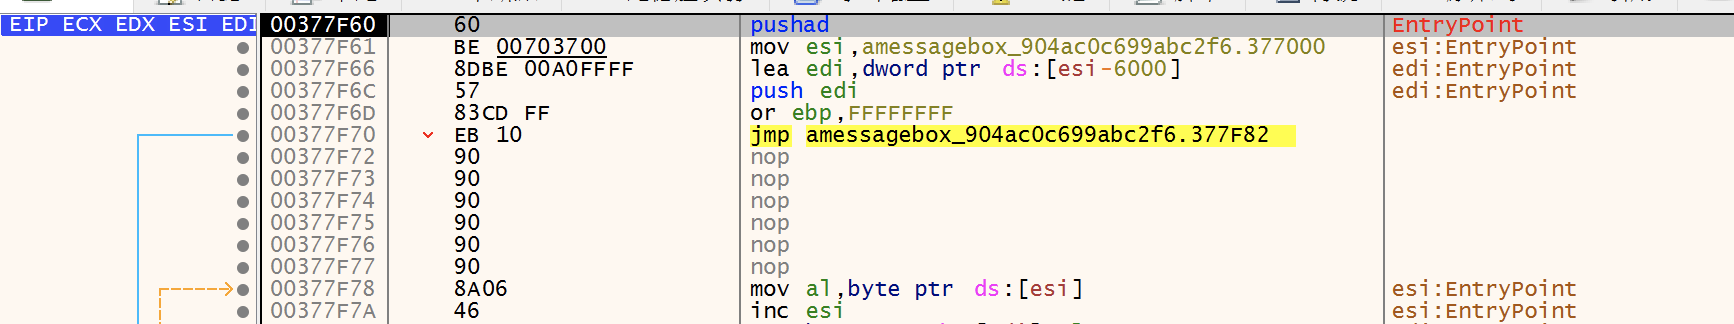 EIP ECX EDX ESI EDI 00377F60 60 pushad EntryPoint
00377F61 BE 00703700 mov esi,amessagebox_904ac0c699abc2f6.377000 esi:EntryPoint
00377F66 8DBE 00A0FFFF lea edi,dword ptr ds:[esi-6000] edi:EntryPoint
00377F6C 57 push edi edi:EntryPoint
00377F6D 83CD FF or ebp,FFFFFFFF
00377F70 EB 10 jmp amessagebox_904ac0c699abc2f6.377F82
00377F72 90 nop
00377F73 90 nop
00377F74 90 nop
00377F75 90 nop
00377F76 90 nop
00377F77 90 nop
00377F78 8A06 mov al,byte ptr ds:[esi] esi:EntryPoint
00377F7A 46 inc esi esi:EntryPoint